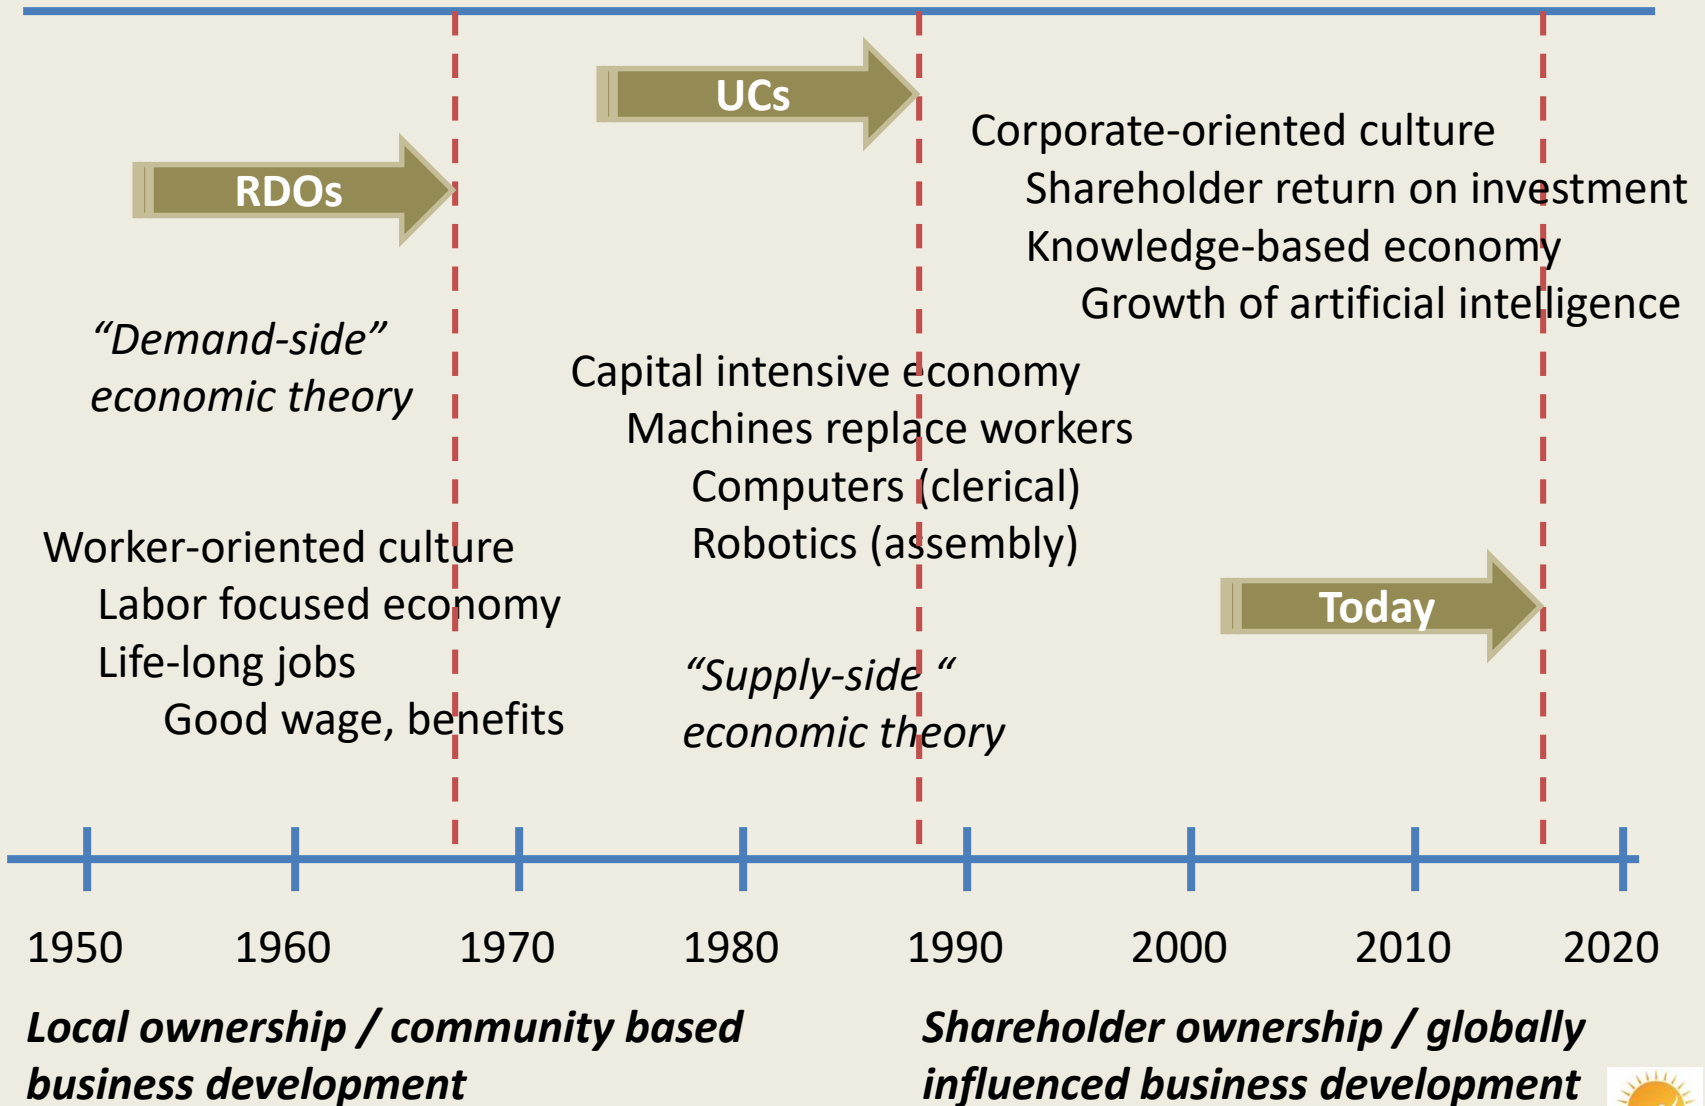 UCs
RDOs
Corporate-oriented culture
Shareholder return on investment
Knowledge-based economy
Growth of artificial intelligence
“Demand-side”
economic theory
Capital intensive economy
Machines replace workers
Computers (clerical)
Robotics (assembly)
Worker-oriented culture
Labor focused economy
Life-long jobs
Good wage, benefits
“Supply-side “
economic theory
Today
1950 1960 1970 1980 1990 2000 2010 2020
Local ownership / community based
business development
Shareholder ownership / globally
influenced business development